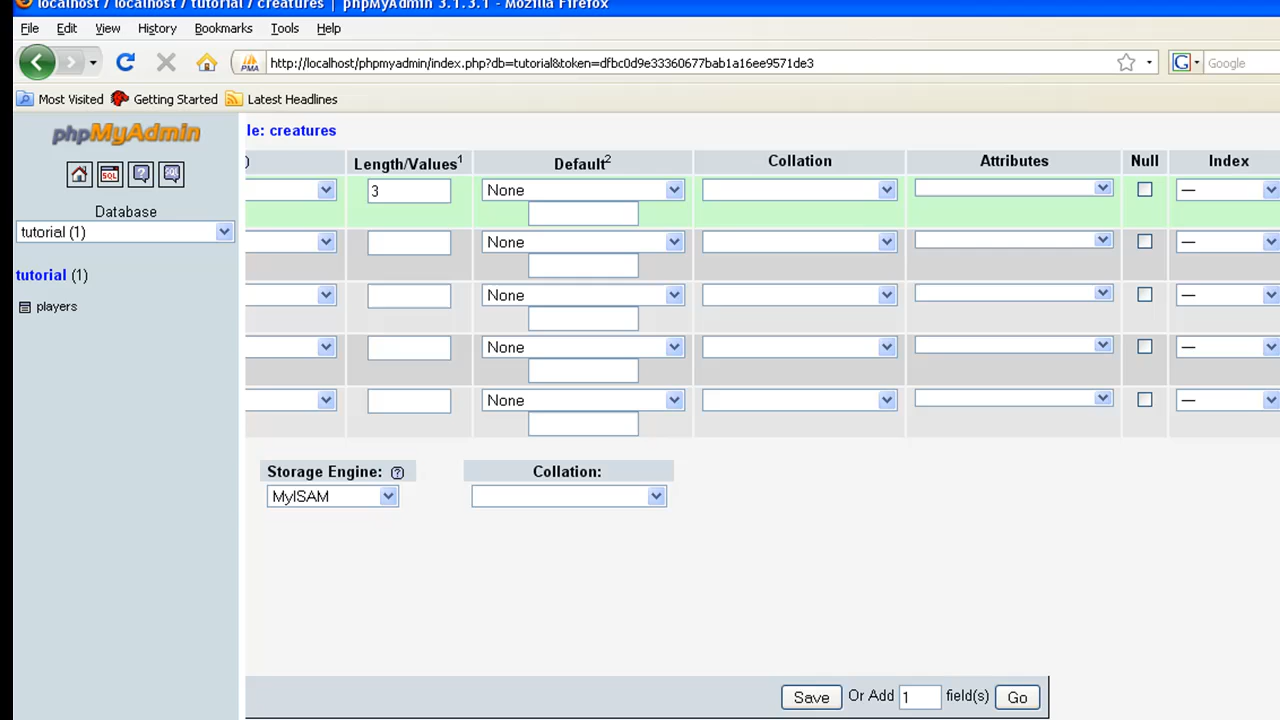 localhost / localhost / tutorial / creatures | phpMyAdmin 3.1.3.1 - Mozilla Firefox
File Edit View History Bookmarks Tools Help
http://localhost/phpmyadmin/index.php?db=tutorial&token=dfbc0d9e33360677bab1a16ee9571de3
G Google
Most Visited Getting Started Latest Headlines
phpMyAdmin
le: creatures
) Length/Values1 Default2 Collation Attributes Null Index
SQL
Database
tutorial (1)
tutorial (1)
players
3 None —
None —
None —
None —
None —
Storage Engine: ? Collation:
MyISAM
Save Or Add 1 field(s) Go